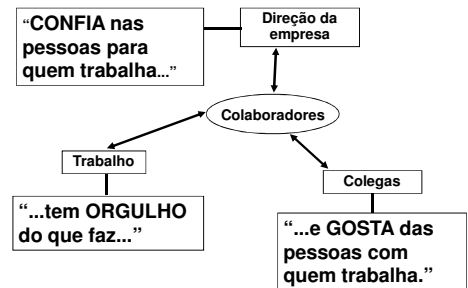 “CONFIA nas
pessoas para
quem trabalha...”
Direção da
empresa
Colaboradores
Trabalho
“...tem ORGULHO
do que faz...”
Colegas
“...e GOSTA das
pessoas com
quem trabalha.”